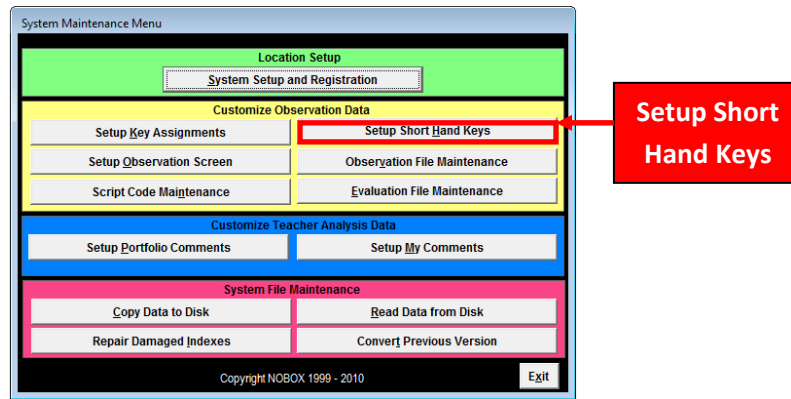 System Maintenance Menu
Location Setup
System Setup and Registration
Customize Observation Data
Setup Key Assignments
Setup Short Hand Keys
Setup Observation Screen
Observation File Maintenance
Script Code Maintenance
Evaluation File Maintenance
Customize Teacher Analysis Data
Setup Portfolio Comments
Setup My Comments
System File Maintenance
Copy Data to Disk
Read Data from Disk
Repair Damaged Indexes
Convert Previous Version
Copyright NOBOX 1999 - 2010
Exit
Setup Short
Hand Keys